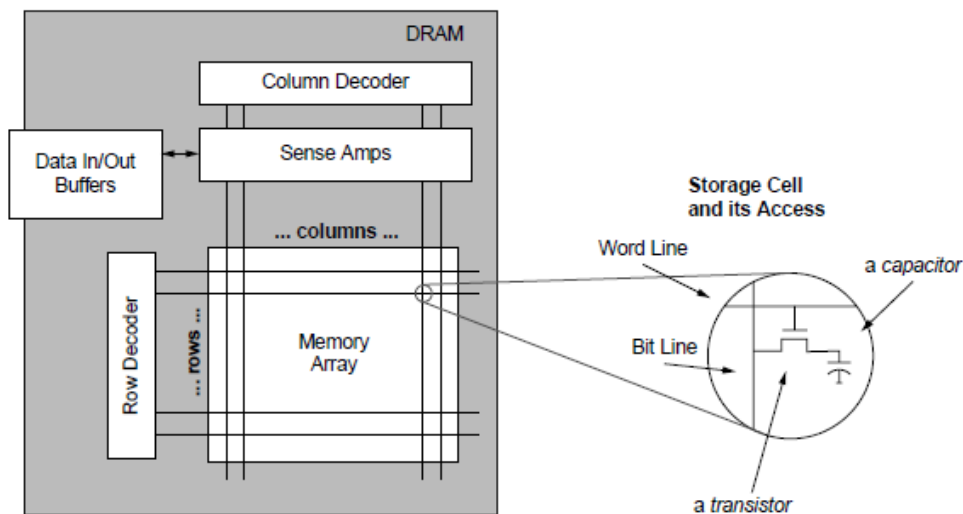 DRAM
Column Decoder
Sense Amps
Data In/Out
Buffers
... columns ...
Row Decoder
... rows ...
Memory
Array
Storage Cell
and its Access
Word Line
a capacitor
Bit Line
a transistor